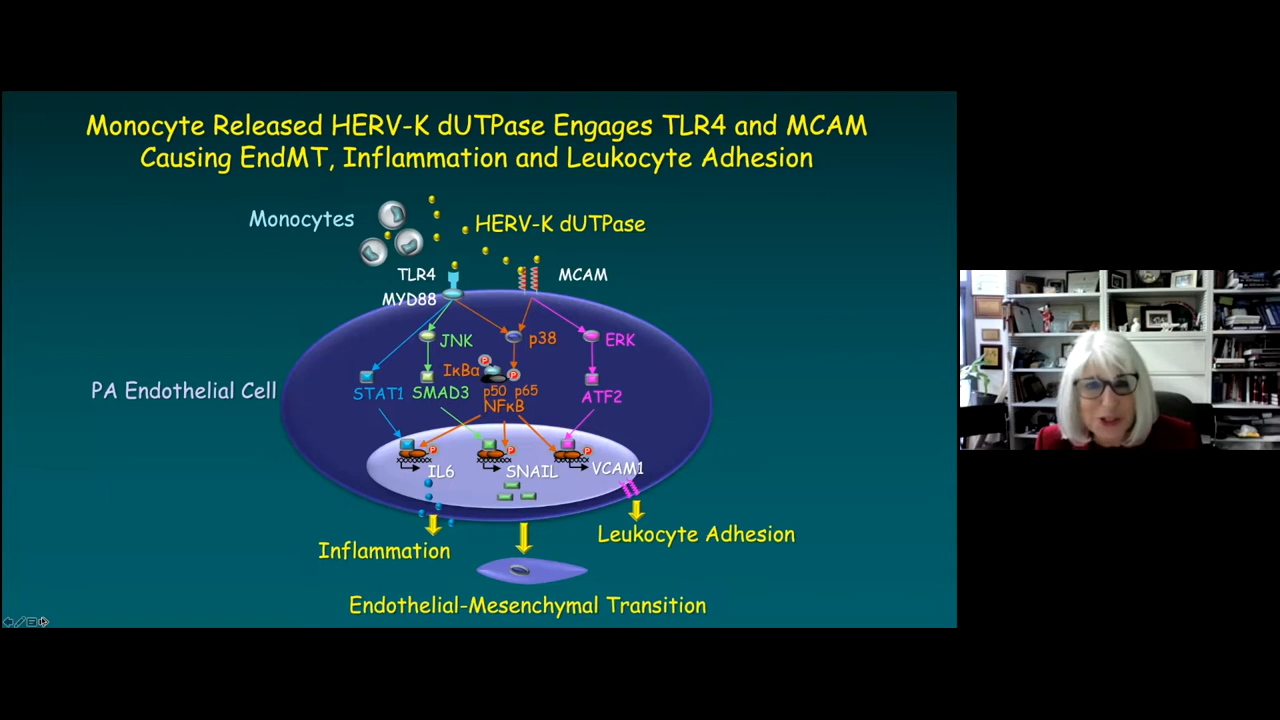 Monocyte Released HERV-K dUTPase Engages TLR4 and MCAM
Causing EndMT, Inflammation and Leukocyte Adhesion
Monocytes
HERV-K dUTPase
TLR4
MCAM
MYD88
JNK
p38
ERK
P
IκBα
P
PA Endothelial Cell
STAT1
SMAD3
p50
p65
ATF2
NFκB
P
P
P
IL6
SNAIL
VCAM1
Inflammation
Leukocyte Adhesion
Endothelial-Mesenchymal Transition